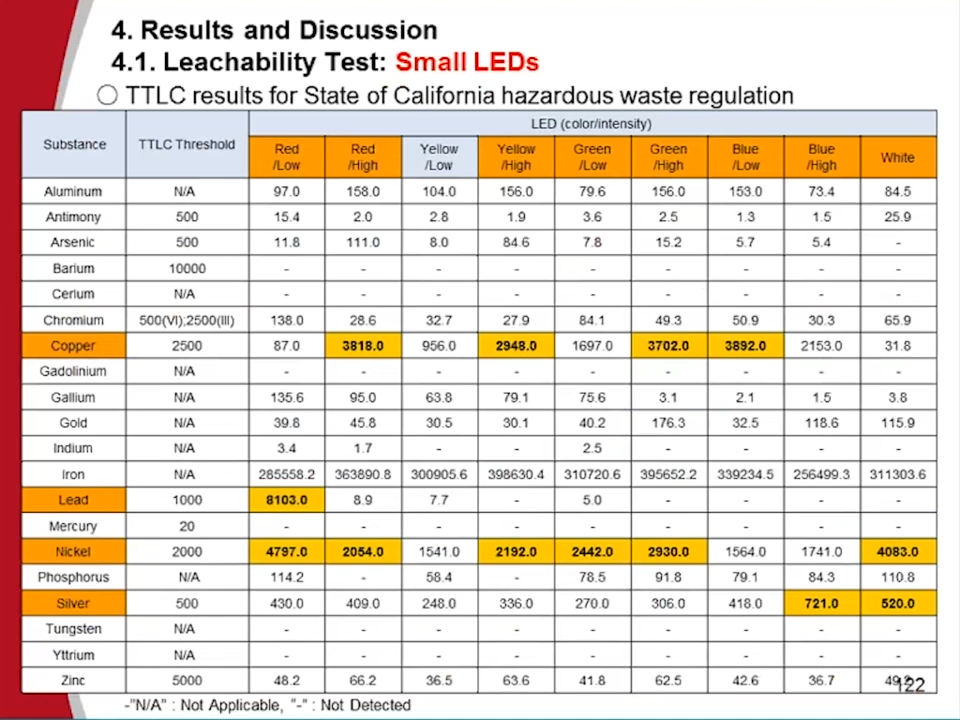 4. Results and Discussion
4.1. Leachability Test: Small LEDs
○ TTLC results for State of California hazardous waste regulation
Substance TTLC Threshold LED (color/intensity)
Red /Low Red /High Yellow /Low Yellow /High Green /Low Green /High Blue /Low Blue /High White
Aluminum N/A 97.0 158.0 104.0 156.0 79.6 156.0 153.0 73.4 84.5
Antimony 500 15.4 2.0 2.8 1.9 3.6 2.5 1.3 1.5 25.9
Arsenic 500 11.8 111.0 8.0 84.6 7.8 15.2 5.7 5.4 -
Barium 10000 - - - - - - - - -
Cerium N/A - - - - - - - - -
Chromium 500(VI);2500(III) 138.0 28.6 32.7 27.9 84.1 49.3 50.9 30.3 65.9
Copper 2500 87.0 3818.0 956.0 2948.0 1697.0 3702.0 3892.0 2153.0 31.8
Gadolinium N/A - - - - - - - - -
Gallium N/A 135.6 95.0 63.8 79.1 75.6 3.1 2.1 1.5 3.8
Gold N/A 39.8 45.8 30.5 30.1 40.2 176.3 32.5 118.6 115.9
Indium N/A 3.4 1.7 - - 2.5 - - - -
Iron N/A 285558.2 363890.8 300905.6 398630.4 310720.6 395652.2 339234.5 256499.3 311303.6
Lead 1000 8103.0 8.9 7.7 - 5.0 - - - -
Mercury 20 - - - - - - - - -
Nickel 2000 4797.0 2054.0 1541.0 2192.0 2442.0 2930.0 1564.0 1741.0 4083.0
Phosphorus N/A 114.2 - 58.4 - 78.5 91.8 79.1 84.3 110.8
Silver 500 430.0 409.0 248.0 336.0 270.0 306.0 418.0 721.0 520.0
Tungsten N/A - - - - - - - - -
Yttrium N/A - - - - - - - - -
Zinc 5000 48.2 66.2 36.5 63.6 41.8 62.5 42.6 36.7
122
-"N/A" : Not Applicable, "-" : Not Detected